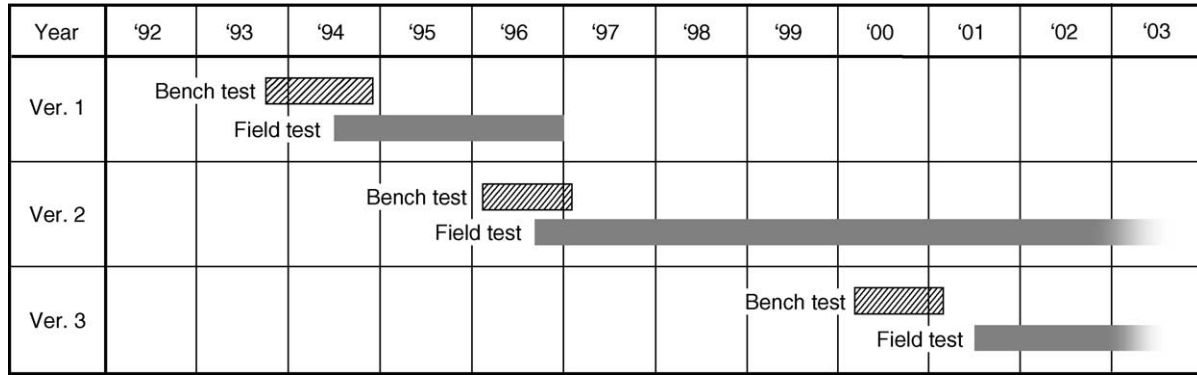 Year ‘92 ‘93 ‘94 ‘95 ‘96 ‘97 ‘98 ‘99 ‘00 ‘01 ‘02 ‘03
Ver. 1
Bench test
Field test
Ver. 2
Bench test
Field test
Ver. 3
Bench test
Field test